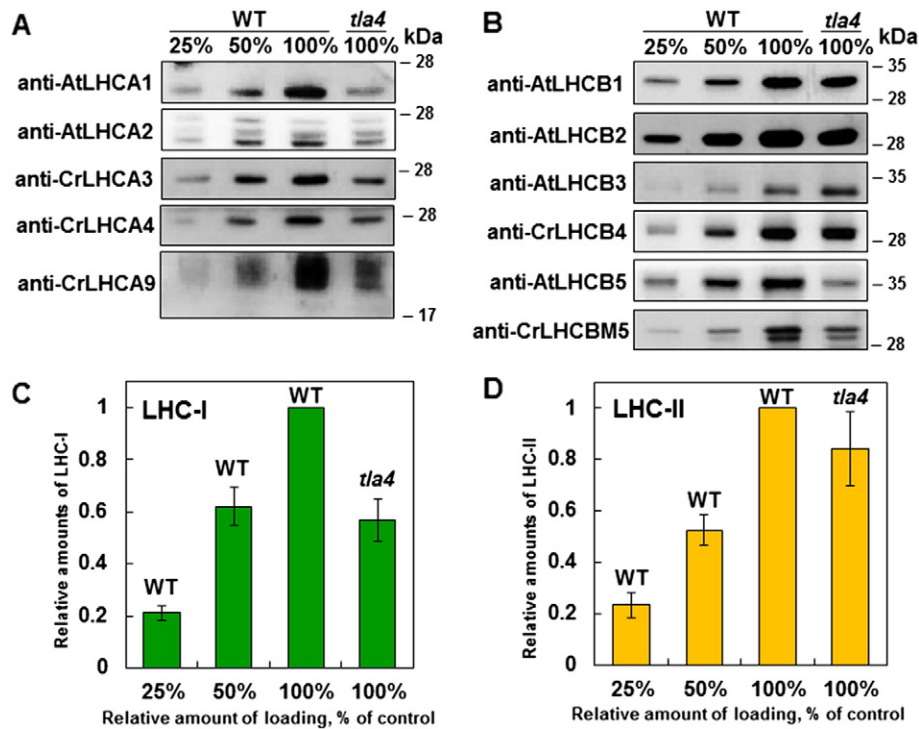 A
WT
tla4
25% 50% 100% 100% kDa
anti-AtLHCA1
– 28
anti-AtLHCA2
– 28
anti-CrLHCA3
– 28
anti-CrLHCA4
– 28
anti-CrLHCA9
– 17
B
WT
tla4
25% 50% 100% 100% kDa
anti-AtLHCB1
– 35
– 28
anti-AtLHCB2
– 28
anti-AtLHCB3
– 35
anti-CrLHCB4
– 28
anti-AtLHCB5
– 35
anti-CrLHCBM5
– 28
C
LHC-I
Relative amounts of LHC-I
1
0.8
0.6
0.4
0.2
0
WT
WT
WT
tla4
25% 50% 100% 100%
Relative amount of loading, % of control
D
LHC-II
Relative amounts of LHC-II
1
0.8
0.6
0.4
0.2
0
WT
WT
WT
tla4
25% 50% 100% 100%
Relative amount of loading, % of control